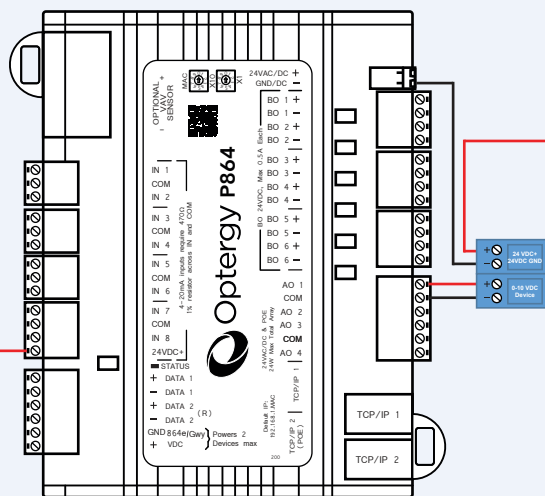 OPTIONAL
VAV
SENSOR
+
-
MAC
X10
X1
24VAC/DC +
GND/DC -
BO 1 +
BO 1 -
BO 2 +
BO 2 -
BO 3 +
BO 3 -
BO 4 +
BO 4 -
BO 5 +
BO 5 -
BO 6 +
BO 6 -
BO 24VDC, Max 0.5A Each
IN 1
COM
IN 2
IN 3
COM
IN 4
IN 5
COM
IN 6
IN 7
COM
IN 8
24VDC+
4-20mA inputs require 470Ω
1% resistor across IN and COM
Optergy P864
AO 1
COM
AO 2
AO 3
COM
AO 4
24VAC/DC & POE
24W Max Total Array
STATUS
+ DATA 1
- DATA 1
+ DATA 2
- DATA 2
(R)
GND 864e/Gwy } Powers 2
+ VDC Devices max
Default IP:
192.168.1.MAC
TCP/IP 1
TCP/IP 2
(POE)
200
TCP/IP 1
TCP/IP 2
+ 24 VDC+
- 24VDC GND
+ 0-10 VDC
- Device